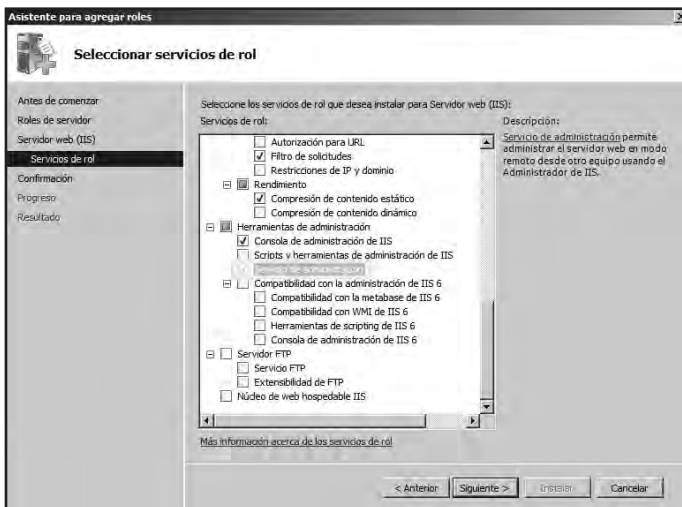 Asistente para agregar roles
Seleccionar servicios de rol
Antes de comenzar
Roles de servidor
Servidor web (IIS)
Servicios de rol
Confirmación
Progreso
Resultado
Seleccione los servicios de rol que desea instalar para Servidor web (IIS):
Servicios de rol:
Autorización para URL
Filtro de solicitudes
Restricciones de IP y dominio
Rendimiento
Compresión de contenido estático
Compresión de contenido dinámico
Herramientas de administración
Consola de administración de IIS
Scripts y herramientas de administración de IIS
Servicio de administración
Compatibilidad con la administración de IIS 6
Compatibilidad con la metabase de IIS 6
Compatibilidad con WMI de IIS 6
Herramientas de scripting de IIS 6
Consola de administración de IIS 6
Servidor FTP
Servicio FTP
Extensibilidad de FTP
Núcleo de web hospedable IIS
Más información acerca de los servicios de rol
Descripción:
Servicio de administración permite
administrar el servidor web en modo
remoto desde otro equipo usando el
Administrador de IIS.
< Anterior
Siguiente >
Instalar
Cancelar